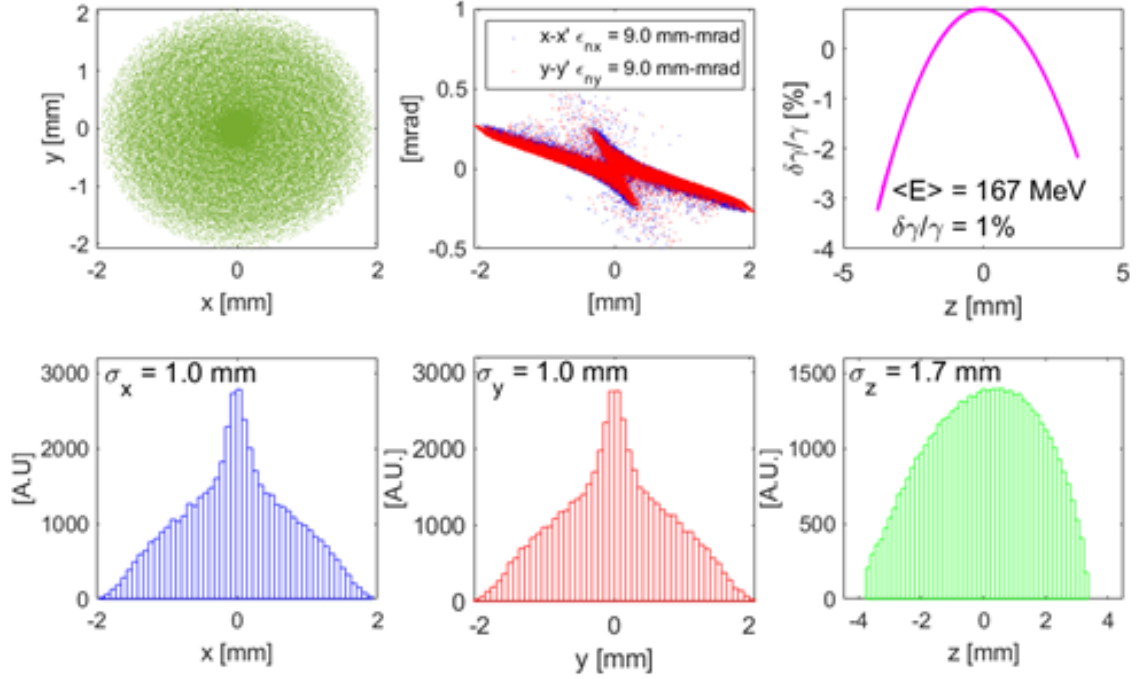 2
1
0
-1
-2
y [mm]
-2
0
2
x [mm]
1
0.5
0
-0.5
[mrad]
x-x' ϵnx = 9.0 mm-mrad
y-y' ϵny = 9.0 mm-mrad
-2
0
2
[mm]
0
-1
-2
-3
-4
δγ/γ [%]
<E> = 167 MeV
δγ/γ = 1%
-5
0
5
z [mm]
3000
2000
1000
0
[A.U]
σx = 1.0 mm
-2
0
2
x [mm]
3000
2000
1000
0
[A.U.]
σy = 1.0 mm
-2
0
2
y [mm]
1500
1000
500
0
[A.U.]
σz = 1.7 mm
-4
-2
0
2
4
z [mm]